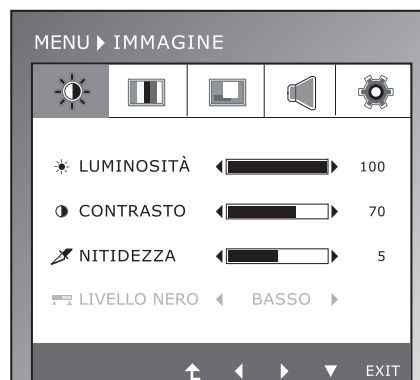 MENU ▶ IMMAGINE
LUMINOSITÀ 100
CONTRASTO 70
NITIDEZZA 5
LIVELLO NERO BASSO
EXIT